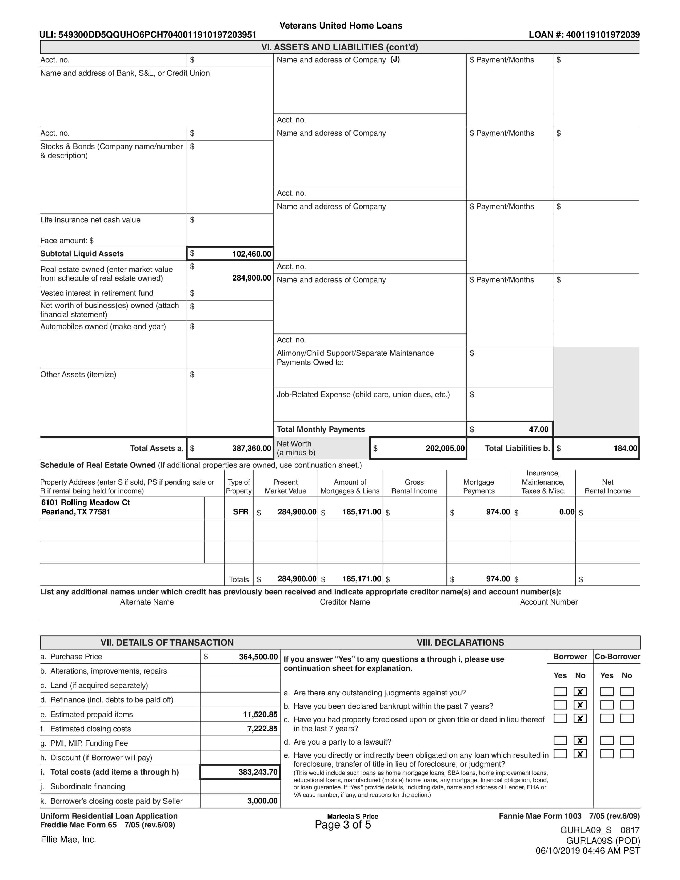 Veterans United Home Loans
ULI: 549300DD5QQUHO6PCH7040011910197203951 LOAN #: 400119101972039
VI. ASSETS AND LIABILITIES (cont'd)
Acct. no. $ Name and address of Company (J) $ Payment/Months $
Name and address of Bank, S&L, or Credit Union
Acct. no.
Acct. no. $ Name and address of Company $ Payment/Months $
Stocks & Bonds (Company name/number $
& description)
Acct. no.
Name and address of Company $ Payment/Months $
Life insurance net cash value $
Face amount: $
Subtotal Liquid Assets $ 102,460.00
Real estate owned (enter market value $ Acct. no.
from schedule of real estate owned) 284,900.00 Name and address of Company $ Payment/Months $
Vested interest in retirement fund $
Net worth of business(es) owned (attach $
financial statement)
Automobiles owned (make and year) $
Acct. no.
Alimony/Child Support/Separate Maintenance $
Payments Owed to:
Other Assets (itemize) $
Job-Related Expense (child care, union dues, etc.) $
Total Monthly Payments $ 47.00
Total Assets a. $ 387,360.00 Net Worth $ 202,005.00 Total Liabilities b. $ 184.00
(a minus b)
Schedule of Real Estate Owned (If additional properties are owned, use continuation sheet.)
Property Address (enter S if sold, PS if pending sale or R if rental being held for income) Type of Property Present Market Value Amount of Mortgages & Liens Gross Rental Income Mortgage Payments Insurance, Maintenance, Taxes & Misc. Net Rental Income
6101 Rolling Meadow Ct
Pearland, TX 77581 SFR $ 284,900.00 $ 185,171.00 $ $ 974.00 $ 0.00 $
Totals $ 284,900.00 $ 185,171.00 $ $ 974.00 $ $
List any additional names under which credit has previously been received and indicate appropriate creditor name(s) and account number(s):
Alternate Name Creditor Name Account Number
VII. DETAILS OF TRANSACTION
a. Purchase Price $ 364,500.00
b. Alterations, improvements, repairs
c. Land (if acquired separately)
d. Refinance (incl. debts to be paid off)
e. Estimated prepaid items 11,520.85
f. Estimated closing costs 7,222.85
g. PMI, MIP, Funding Fee
h. Discount (if Borrower will pay)
i. Total costs (add items a through h) 383,243.70
j. Subordinate financing
k. Borrower's closing costs paid by Seller 3,000.00
VIII. DECLARATIONS
If you answer "Yes" to any questions a through i, please use Borrower Co-Borrower
continuation sheet for explanation. Yes No Yes No
a. Are there any outstanding judgments against you? X
b. Have you been declared bankrupt within the past 7 years? X
c. Have you had property foreclosed upon or given title or deed in lieu thereof X
in the last 7 years?
d. Are you a party to a lawsuit? X
e. Have you directly or indirectly been obligated on any loan which resulted in X
foreclosure, transfer of title in lieu of foreclosure, or judgment?
(This would include such loans as home mortgage loans, SBA loans, home improvement loans,
educational loans, manufactured (mobile) home loans, any mortgage, financial obligation, bond,
or loan guarantee. If "Yes" provide details, including date, name and address of Lender, FHA or
VA case number, if any, and reasons for the action.)
Uniform Residential Loan Application Maricela S Price Fannie Mae Form 1003 7/05 (rev.6/09)
Freddie Mac Form 65 7/05 (rev.6/09) Page 3 of 5
GURLA09_S 0817
Ellie Mae, Inc. GURLA09S (POD)
06/10/2019 04:46 AM PST